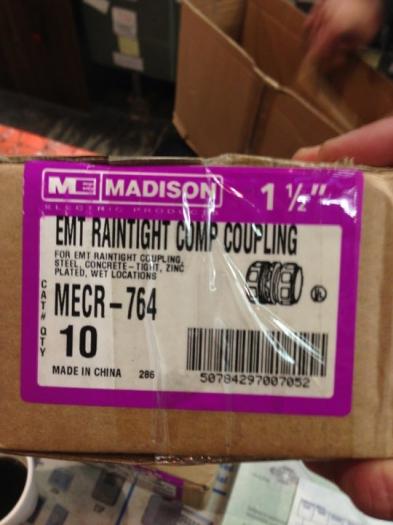 ME MADISON 1 ½"
ELECTRIC PRODUCTS
EMT RAINTIGHT COMP COUPLING
FOR EMT RAINTIGHT COUPLING,
STEEL, CONCRETE-TIGHT, ZINC
PLATED, WET LOCATIONS
CAT# MECR-764
QTY 10
MADE IN CHINA 286
50784297007052